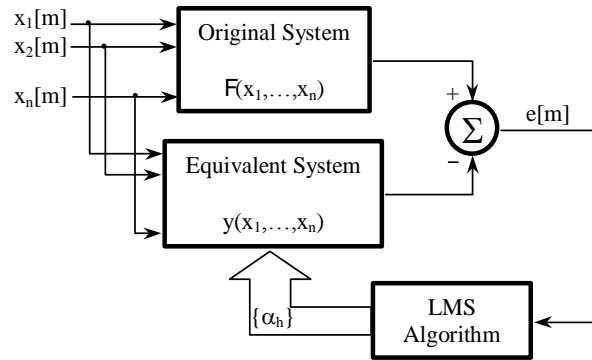 x₁[m]
x₂[m]
xₙ[m]
Original System
F(x₁,…,xₙ)
+
Σ
−
e[m]
Equivalent System
y(x₁,…,xₙ)
{αₕ}
LMS
Algorithm